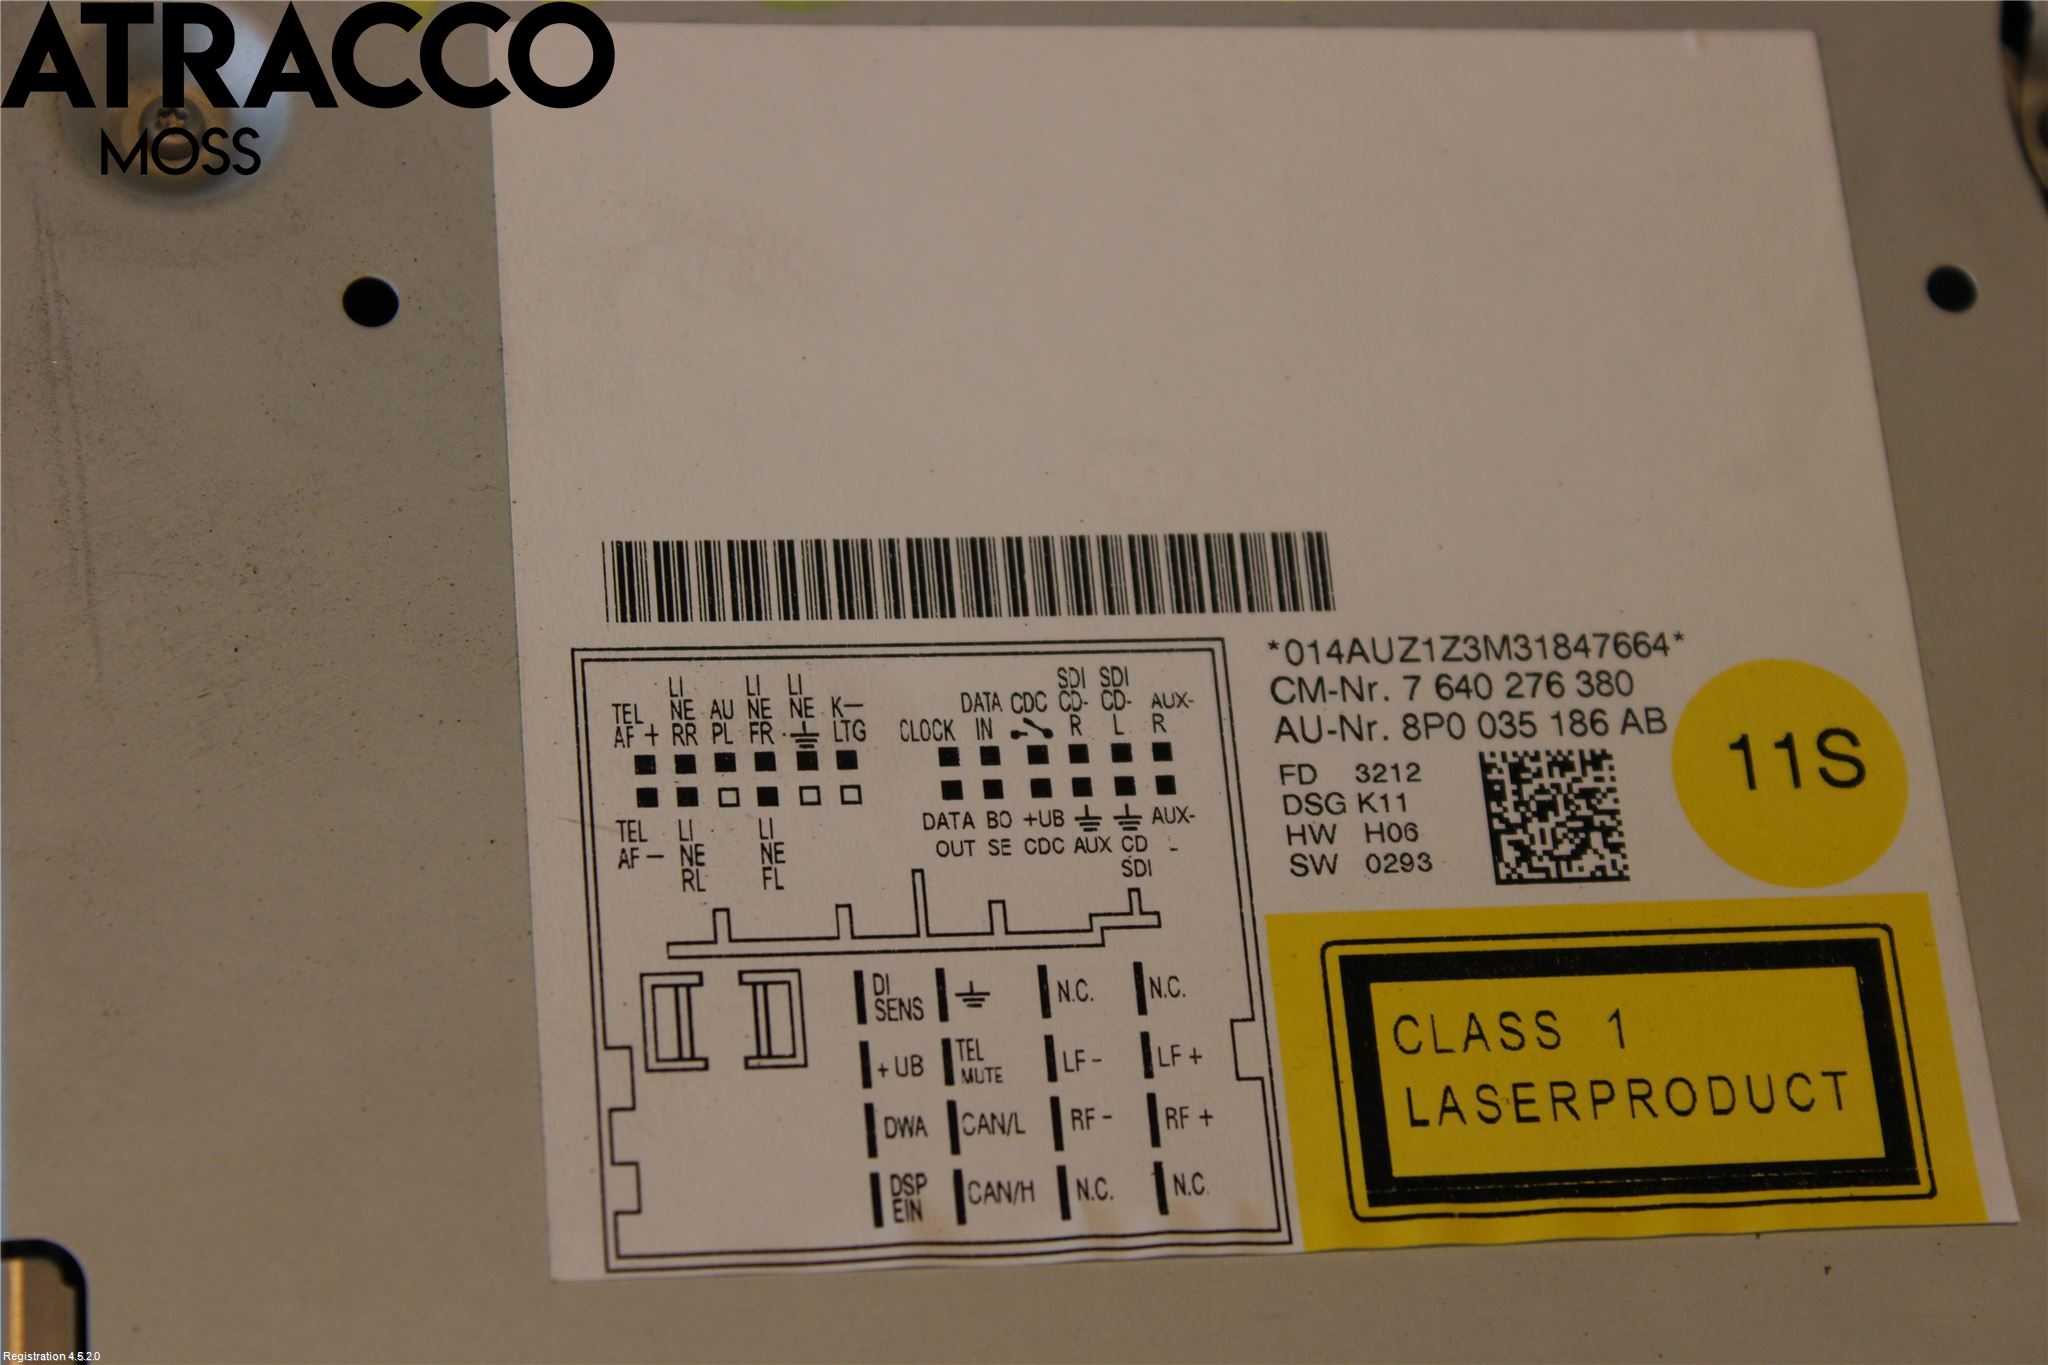 ATRACCO
MOSS
*014AUZ1Z3M31847664*
CM-Nr. 7 640 276 380
AU-Nr. 8P0 035 186 AB
FD 3212
DSG K11
HW H06
SW 0293
11S
CLASS 1
LASERPRODUCT
TEL AF +
LI NE RR
AU PL
LI NE FR
LI NE
K- LTG
CLOCK
DATA IN
CDC
SDI CD- R
SDI CD- L
AUX- R
TEL AF -
LI NE RL
LI NE FL
DATA OUT
BO SE
+UB CDC
AUX
CD SDI
AUX- L
DI SENS
N.C.
N.C.
+ UB
TEL MUTE
LF -
LF +
DWA
CAN/L
RF -
RF +
DSP EIN
CAN/H
N.C.
N.C.
Registration 4.5.2.0